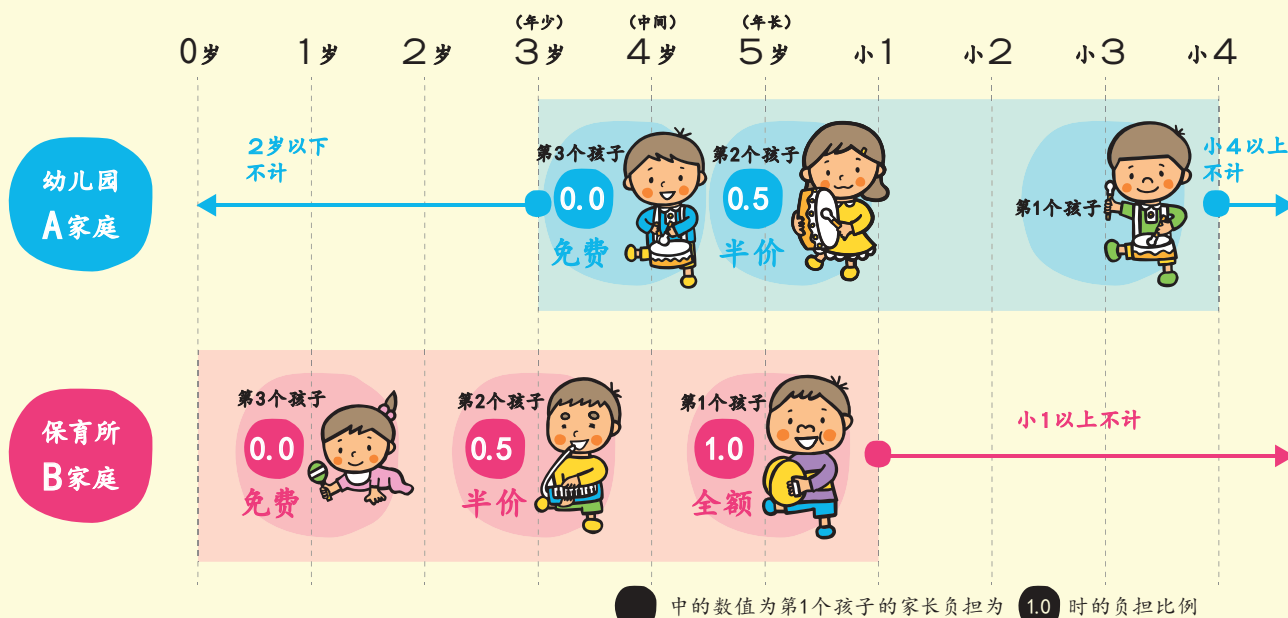 (年少)
(中间)
(年长)
0岁
1岁
2岁
3岁
4岁
5岁
小1
小2
小3
小4
幼儿园
A家庭
2岁以下
不计
第3个孩子
0.0
免费
第2个孩子
0.5
半价
第1个孩子
小4以上
不计
保育所
B家庭
第3个孩子
0.0
免费
第2个孩子
0.5
半价
第1个孩子
1.0
全额
小1以上不计
中的数值为第1个孩子的家长负担为 1.0 时的负担比例